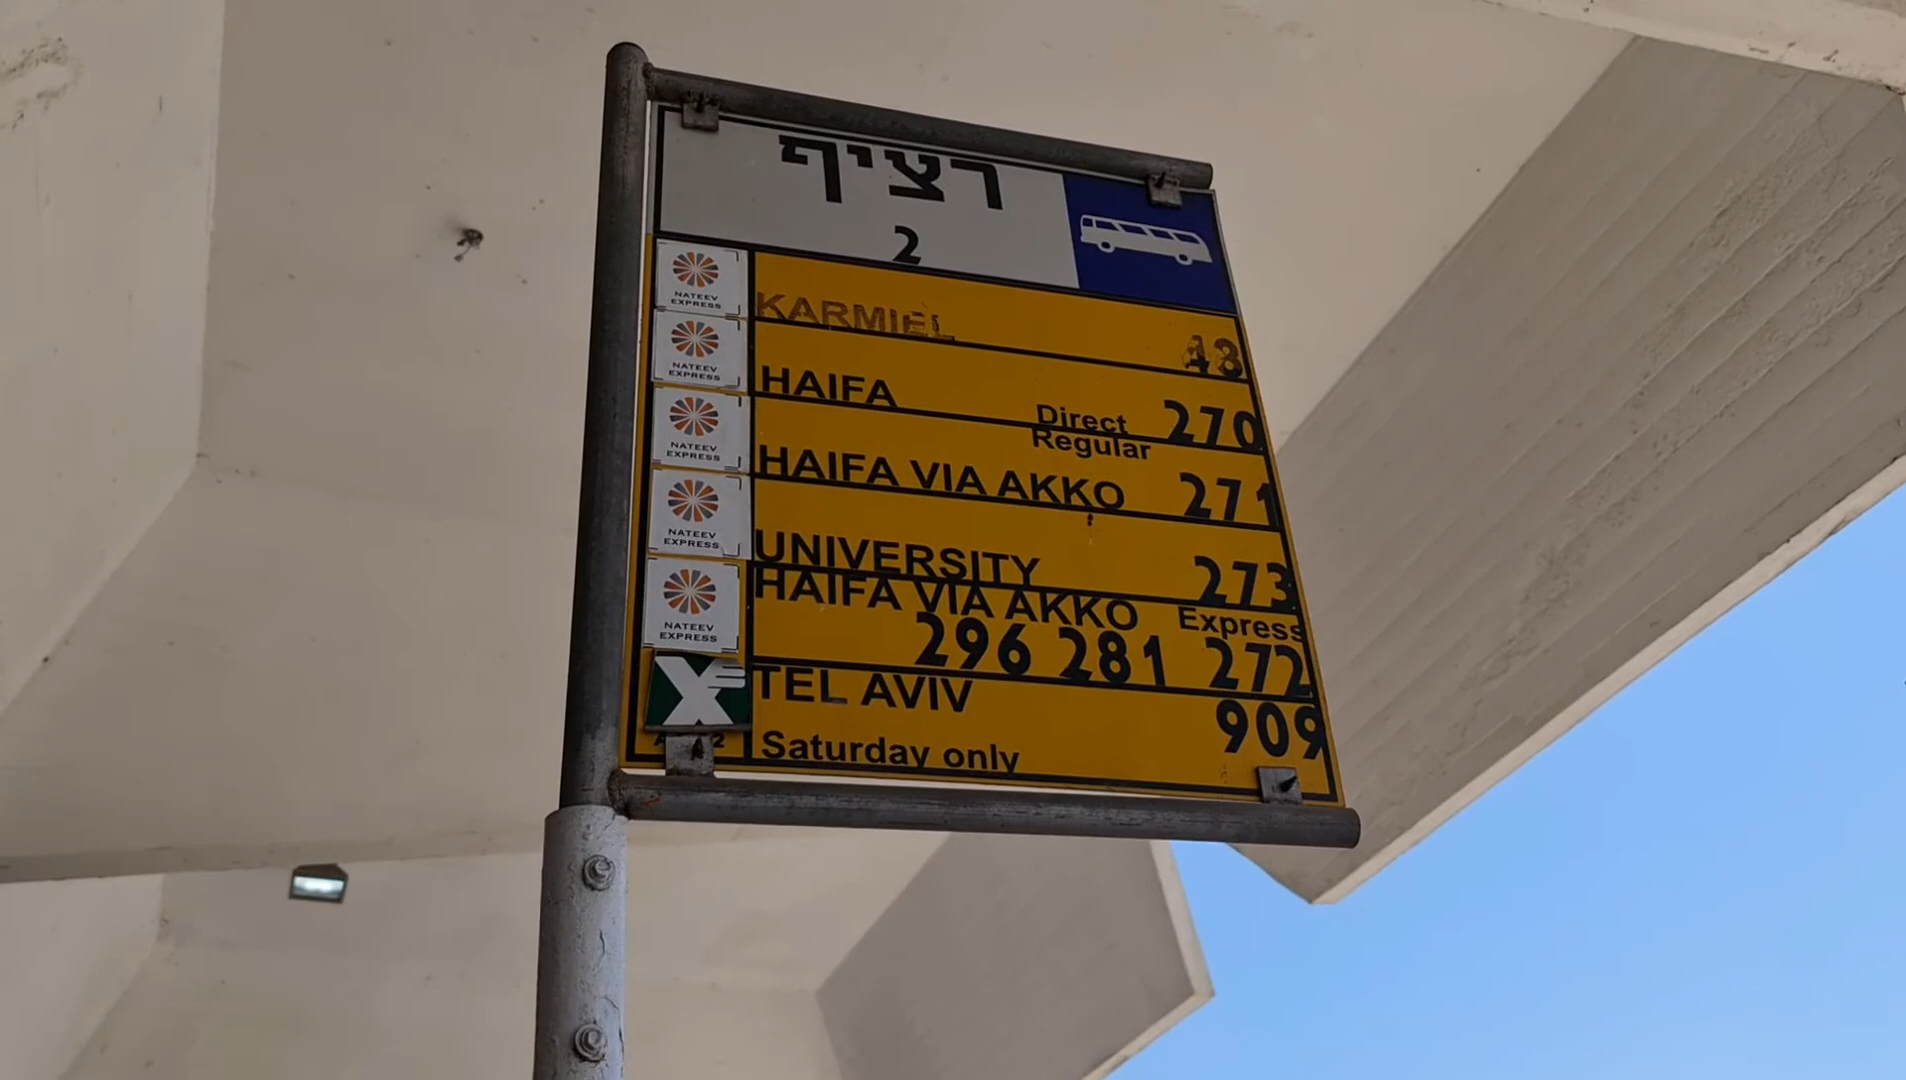 רציף
2
NATEEV EXPRESS KARMIEL 43
NATEEV EXPRESS HAIFA Direct 270
Regular
NATEEV EXPRESS HAIFA VIA AKKO 271
NATEEV EXPRESS UNIVERSITY 273
NATEEV EXPRESS HAIFA VIA AKKO Express
296 281 272
TEL AVIV 909
Saturday only